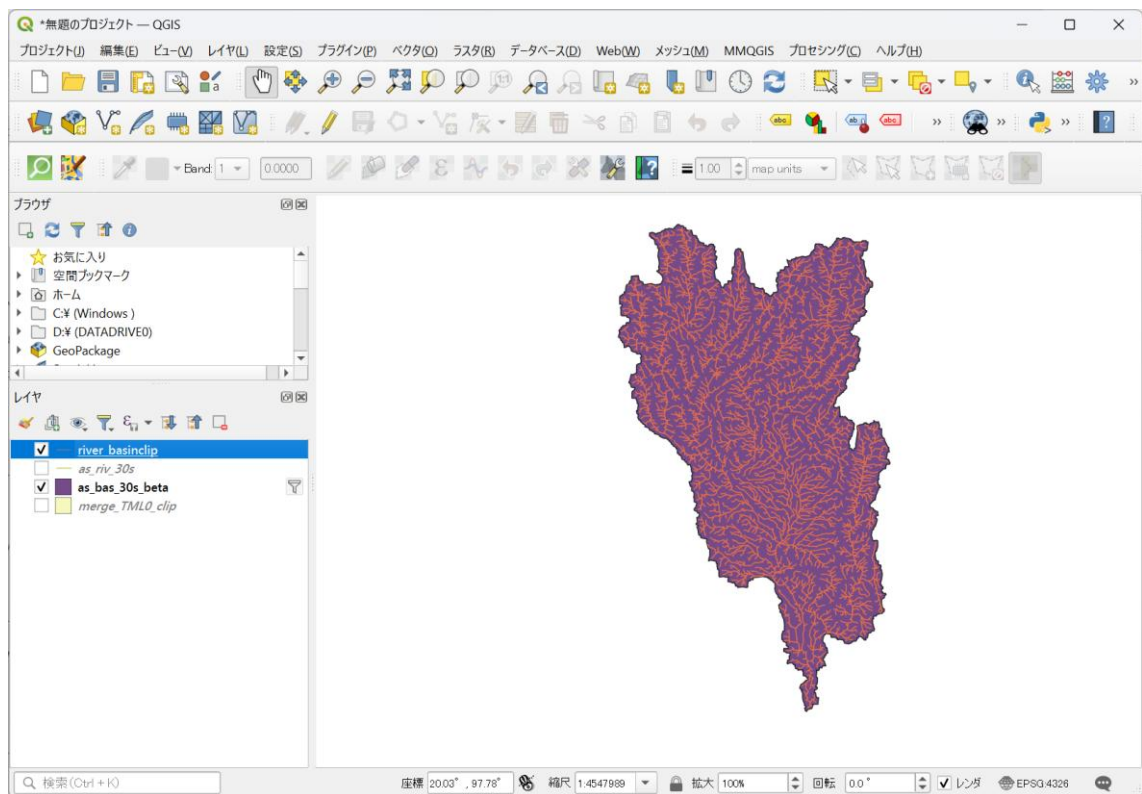 *無題のプロジェクト — QGIS
プロジェクト(J) 編集(E) ビュー(V) レイヤ(L) 設定(S) プラグイン(P) ベクタ(O) ラスタ(R) データベース(D) Web(W) メッシュ(M) MMQGIS プロセシング(C) ヘルプ(H)
Band: 1 0.0000 1.00 map units
ブラウザ
お気に入り
空間ブックマーク
ホーム
C:¥ (Windows )
D:¥ (DATADRIVE0)
GeoPackage
レイヤ
river_basinclip
as_riv_30s
as_bas_30s_beta
merge_TML0_clip
検索(Ctrl + K) 座標 20.03° , 97.78° 縮尺 1:4547989 拡大 100% 回転 0.0 ° レンダ EPSG:4326